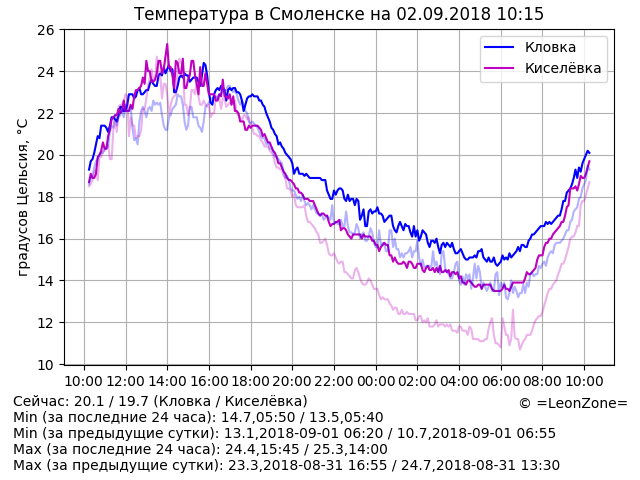 Температура в Смоленске на 02.09.2018 10:15
градусов Цельсия, °C
26
24
22
20
18
16
14
12
10
Кловка
Киселёвка
10:00 12:00 14:00 16:00 18:00 20:00 22:00 00:00 02:00 04:00 06:00 08:00 10:00
Сейчас: 20.1 / 19.7 (Кловка / Киселёвка)
© =LeonZone=
Min (за последние 24 часа): 14.7,05:50 / 13.5,05:40
Min (за предыдущие сутки): 13.1,2018-09-01 06:20 / 10.7,2018-09-01 06:55
Max (за последние 24 часа): 24.4,15:45 / 25.3,14:00
Max (за предыдущие сутки): 23.3,2018-08-31 16:55 / 24.7,2018-08-31 13:30